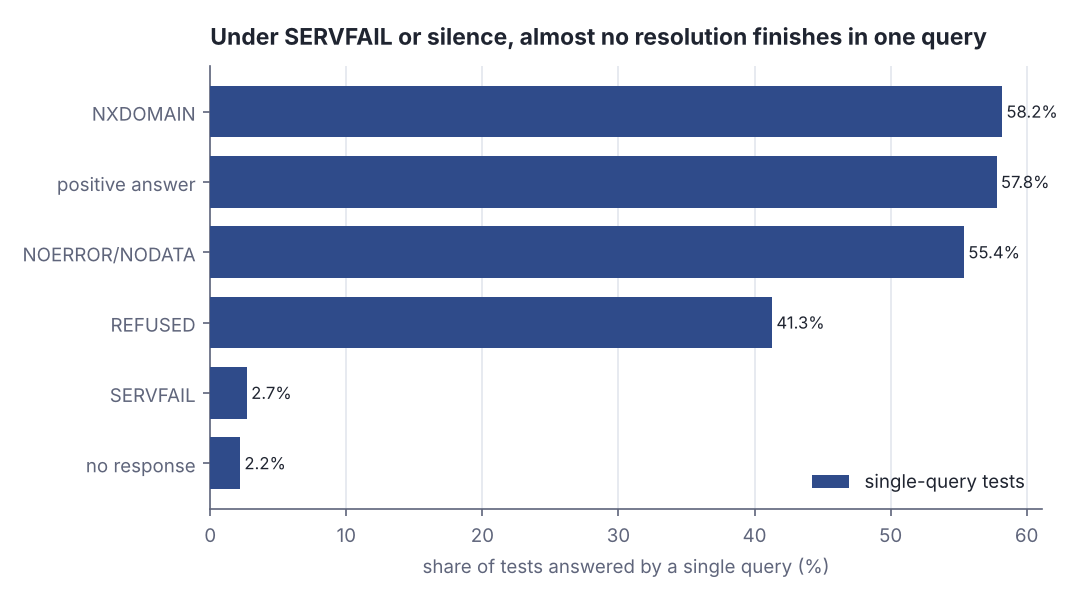 Under SERVFAIL or silence, almost no resolution finishes in one query
NXDOMAIN
58.2%
positive answer
57.8%
NOERROR/NODATA
55.4%
REFUSED
41.3%
SERVFAIL
2.7%
no response
2.2%
single-query tests
0 10 20 30 40 50 60
share of tests answered by a single query (%)